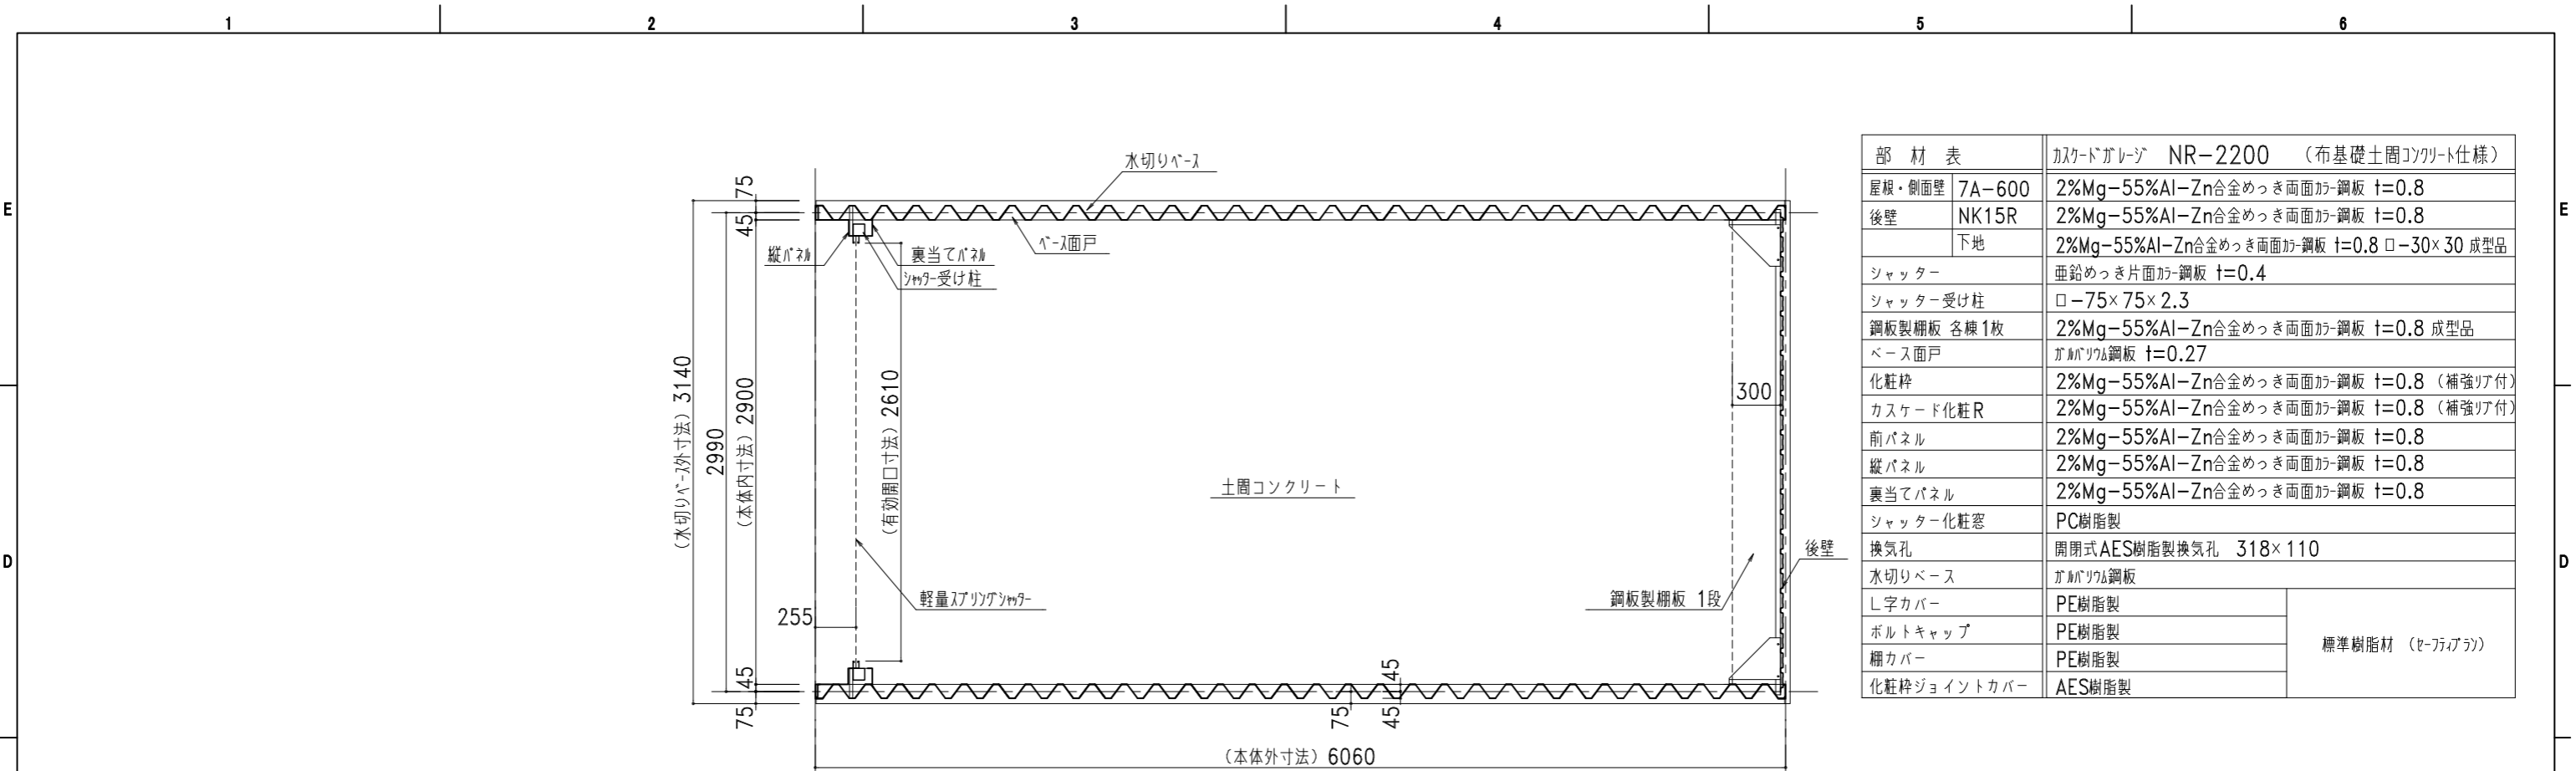 1
2
3
4
5
6
E
E
D
D
水切りベース
縦パネル
裏当てパネル
シャッター受け柱
ベース面戸
75
45
(水切りベース外寸法) 3140
2990
(本体内寸法) 2900
(有効開口寸法) 2610
300
土間コンクリート
後壁
軽量スプリングシャッター
鋼板製棚板 1段
255
45
75
45
75
45
(本体外寸法) 6060
部 材 表 カスケードガレージ NR-2200 (布基礎土間コンクリート仕様)
屋根・側面壁 7A-600 2%Mg-55%Al-Zn合金めっき両面カラー鋼板 t=0.8
後壁 NK15R 2%Mg-55%Al-Zn合金めっき両面カラー鋼板 t=0.8
下地 2%Mg-55%Al-Zn合金めっき両面カラー鋼板 t=0.8 □-30×30 成型品
シャッター 亜鉛めっき片面カラー鋼板 t=0.4
シャッター受け柱 □-75×75×2.3
鋼板製棚板 各棟1枚 2%Mg-55%Al-Zn合金めっき両面カラー鋼板 t=0.8 成型品
ベース面戸 ガルバリウム鋼板 t=0.27
化粧枠 2%Mg-55%Al-Zn合金めっき両面カラー鋼板 t=0.8 (補強リブ付)
カスケード化粧R 2%Mg-55%Al-Zn合金めっき両面カラー鋼板 t=0.8 (補強リブ付)
前パネル 2%Mg-55%Al-Zn合金めっき両面カラー鋼板 t=0.8
縦パネル 2%Mg-55%Al-Zn合金めっき両面カラー鋼板 t=0.8
裏当てパネル 2%Mg-55%Al-Zn合金めっき両面カラー鋼板 t=0.8
シャッター化粧窓 PC樹脂製
換気孔 開閉式AES樹脂製換気孔 318×110
水切りベース ガルバリウム鋼板
L字カバー PE樹脂製
ボルトキャップ PE樹脂製
標準樹脂材 (セーフティプラン)
棚カバー PE樹脂製
化粧枠ジョイントカバー AES樹脂製